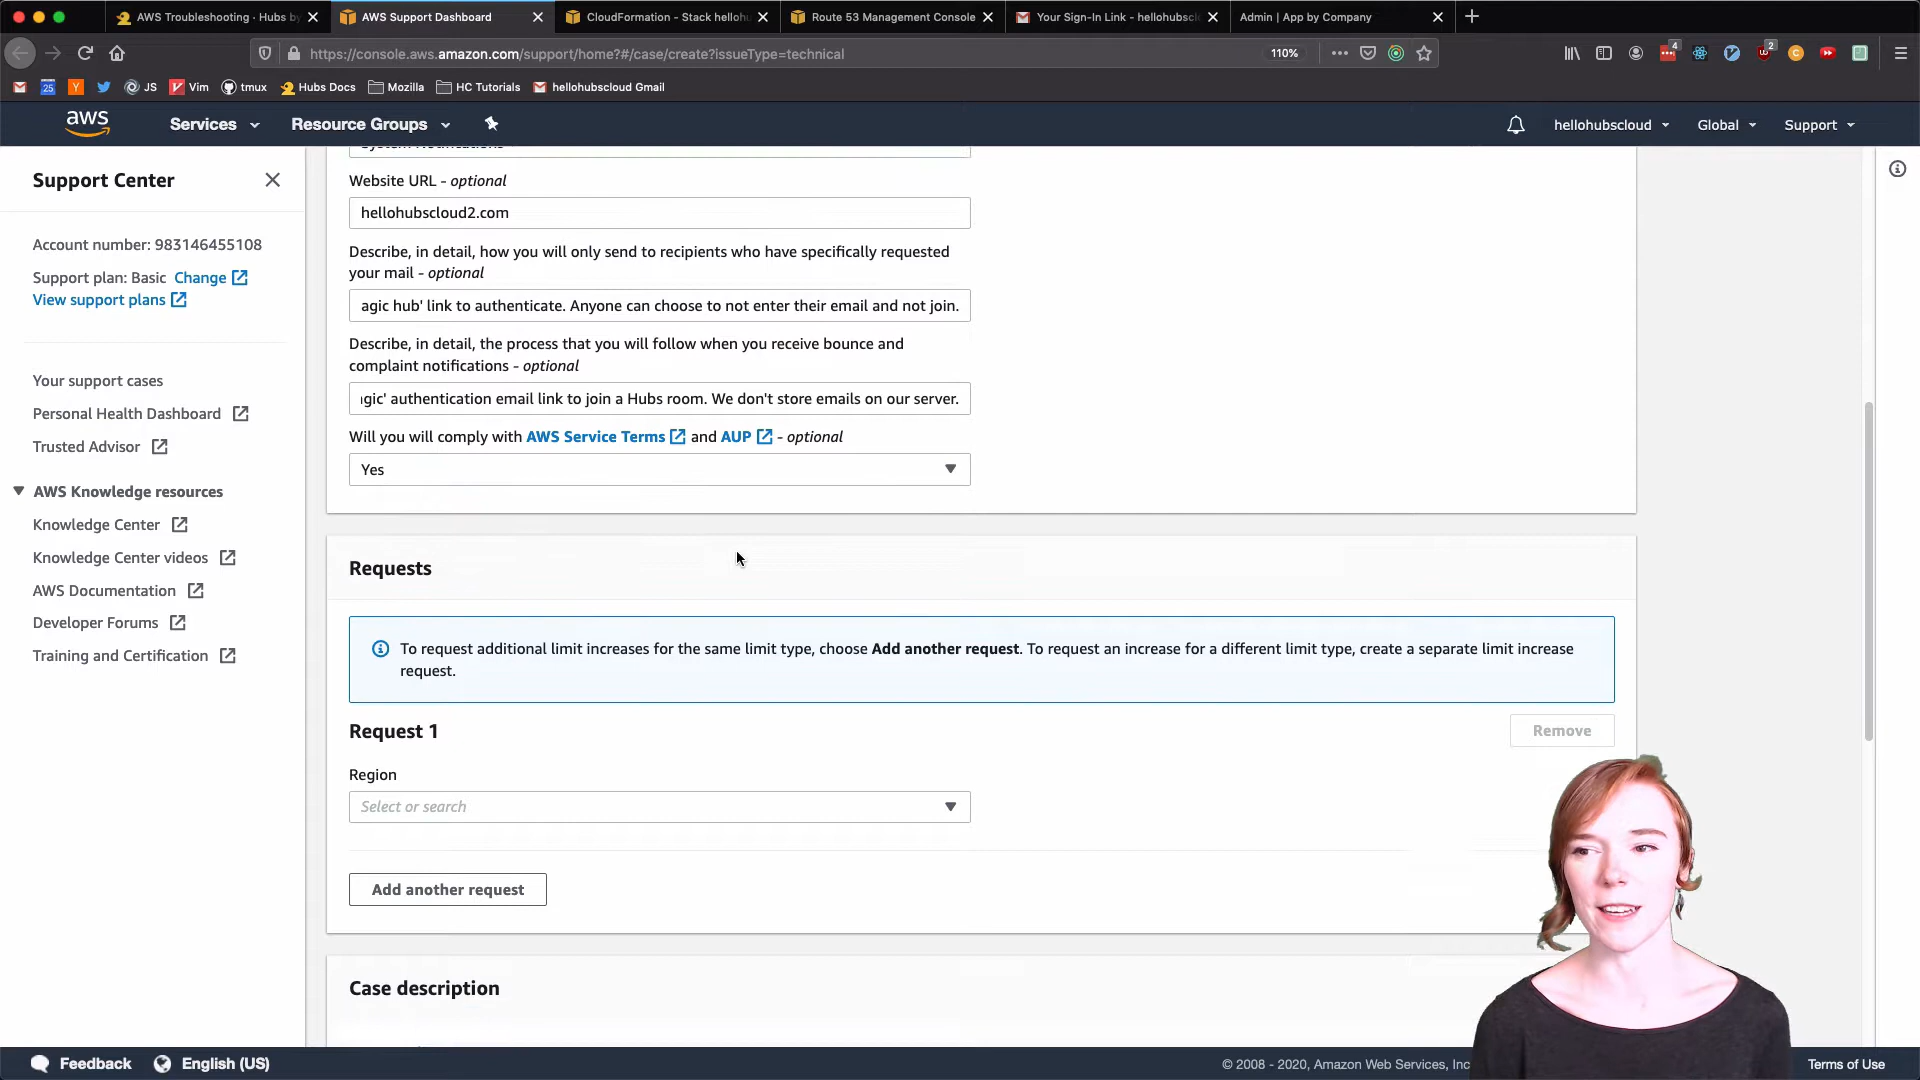 AWS Troubleshooting · Hubs by
AWS Support Dashboard
CloudFormation - Stack hellohu
Route 53 Management Console
Your Sign-In Link - hellohubscl
Admin | App by Company
https://console.aws.amazon.com/support/home?#/case/create?issueType=technical
110%
4
2
25
Y
JS
Vim
tmux
Hubs Docs
Mozilla
HC Tutorials
hellohubscloud Gmail
aws
Services
Resource Groups
hellohubscloud
Global
Support
Support Center
Account number: 983146455108
Support plan: Basic Change
View support plans
Your support cases
Personal Health Dashboard
Trusted Advisor
AWS Knowledge resources
Knowledge Center
Knowledge Center videos
AWS Documentation
Developer Forums
Training and Certification
System Notifications
Website URL - optional
hellohubscloud2.com
Describe, in detail, how you will only send to recipients who have specifically requested
your mail - optional
agic hub' link to authenticate. Anyone can choose to not enter their email and not join.
Describe, in detail, the process that you will follow when you receive bounce and
complaint notifications - optional
gic' authentication email link to join a Hubs room. We don't store emails on our server.
Will you will comply with AWS Service Terms and AUP - optional
Yes
Requests
To request additional limit increases for the same limit type, choose Add another request. To request an increase for a different limit type, create a separate limit increase
request.
Request 1
Remove
Region
Select or search
Add another request
Case description
Feedback
English (US)
© 2008 - 2020, Amazon Web Services, Inc
Terms of Use